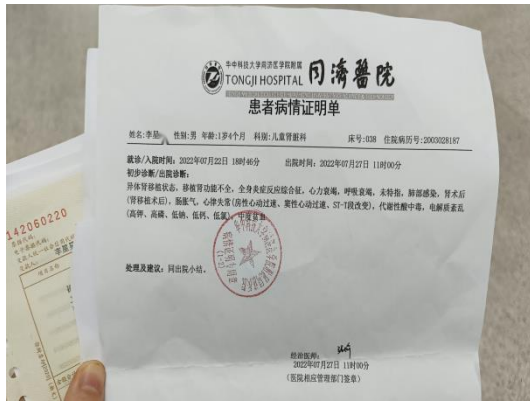 华中科技大学同济医学院附属
TONGJI HOSPITAL 同濟醫院
患者病情证明单
姓名:李星 性别:男 年龄:1岁4个月 科别:儿童肾脏科 床号:038 住院病历号:2003028187
就诊/入院时间:2022年07月22日 18时46分 出院时间:2022年07月27日 11时00分
初步诊断/出院诊断:
异体肾移植状态,移植肾功能不全,全身炎症反应综合征,心力衰竭,呼吸衰竭,未特指,肺部感染,肾术后
(肾移植术后),肠胀气,心律失常(房性心动过速、窦性心动过速、ST-T段改变),代谢性酸中毒,电解质紊乱
(高钾、高磷、低钠、低钙、低氯),中度贫血
处理及建议:同出院小结。
经治医师:
2022年07月27日 11时00分
(医院相应管理部门签章)
142060220
李星